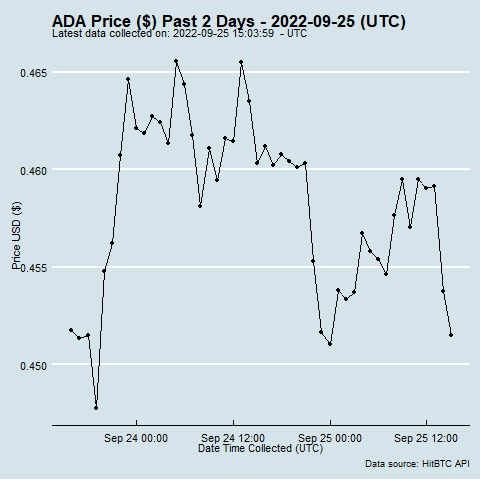 ADA Price ($) Past 2 Days - 2022-09-25 (UTC)
Latest data collected on: 2022-09-25 15:03:59 - UTC
0.465
0.460
Price USD ($)
0.455
0.450
Sep 24 00:00 Sep 24 12:00 Sep 25 00:00 Sep 25 12:00
Date Time Collected (UTC)
Data source: HitBTC API